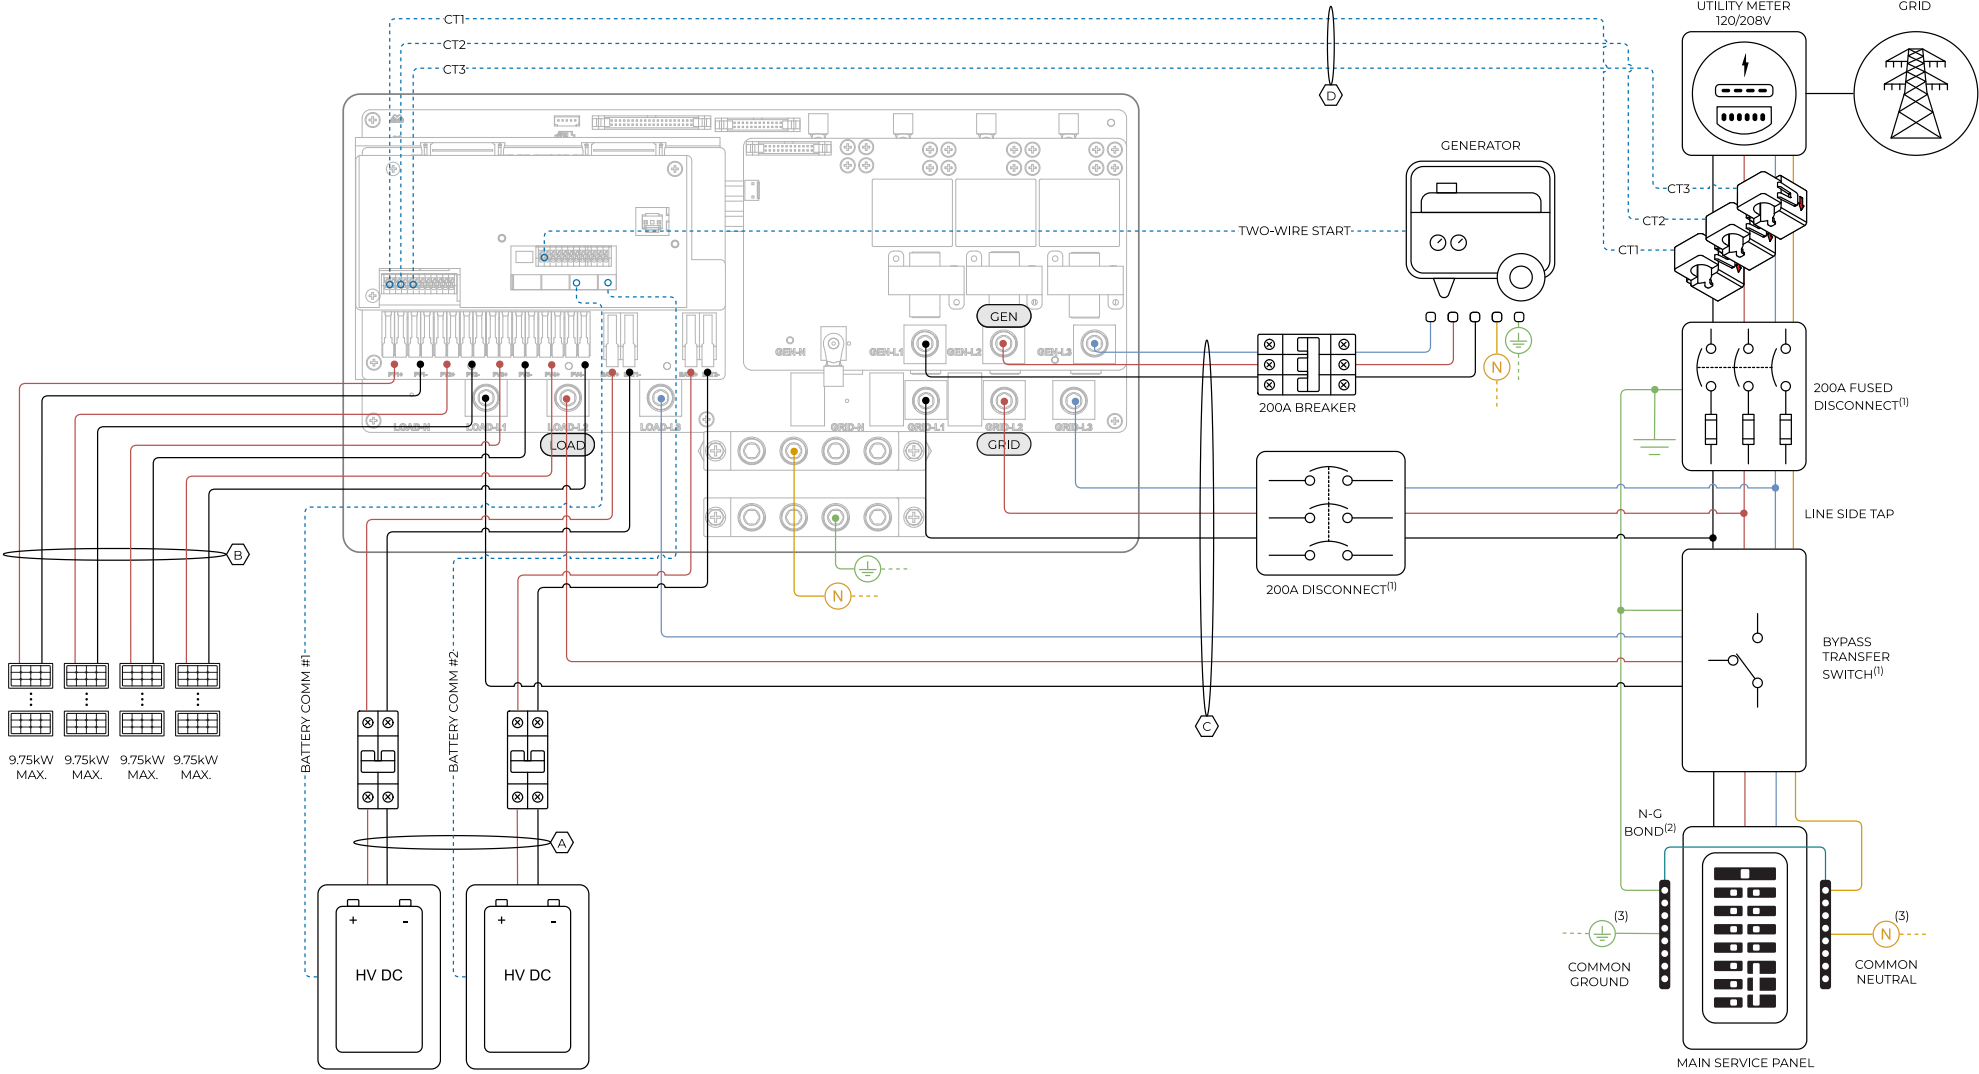 CT1
CT2
CT3
D
UTILITY METER
120/208V
GRID
GENERATOR
CT3
CT2
CT1
TWO-WIRE START
GEN
GEN-N
GEN-L1
GEN-L2
GEN-L3
N
200A BREAKER
200A FUSED
DISCONNECT(1)
LOAD-N
LOAD-L1
LOAD-L2
LOAD-L3
GRID-N
GRID-L1
GRID-L2
GRID-L3
LOAD
GRID
LINE SIDE TAP
B
N
200A DISCONNECT(1)
BYPASS
TRANSFER
SWITCH(1)
BATTERY COMM #1
BATTERY COMM #2
C
9.75kW
MAX.
9.75kW
MAX.
9.75kW
MAX.
9.75kW
MAX.
A
N-G
BOND(2)
+ -
HV DC
+ -
HV DC
(3)
COMMON
GROUND
(3)
N
COMMON
NEUTRAL
MAIN SERVICE PANEL